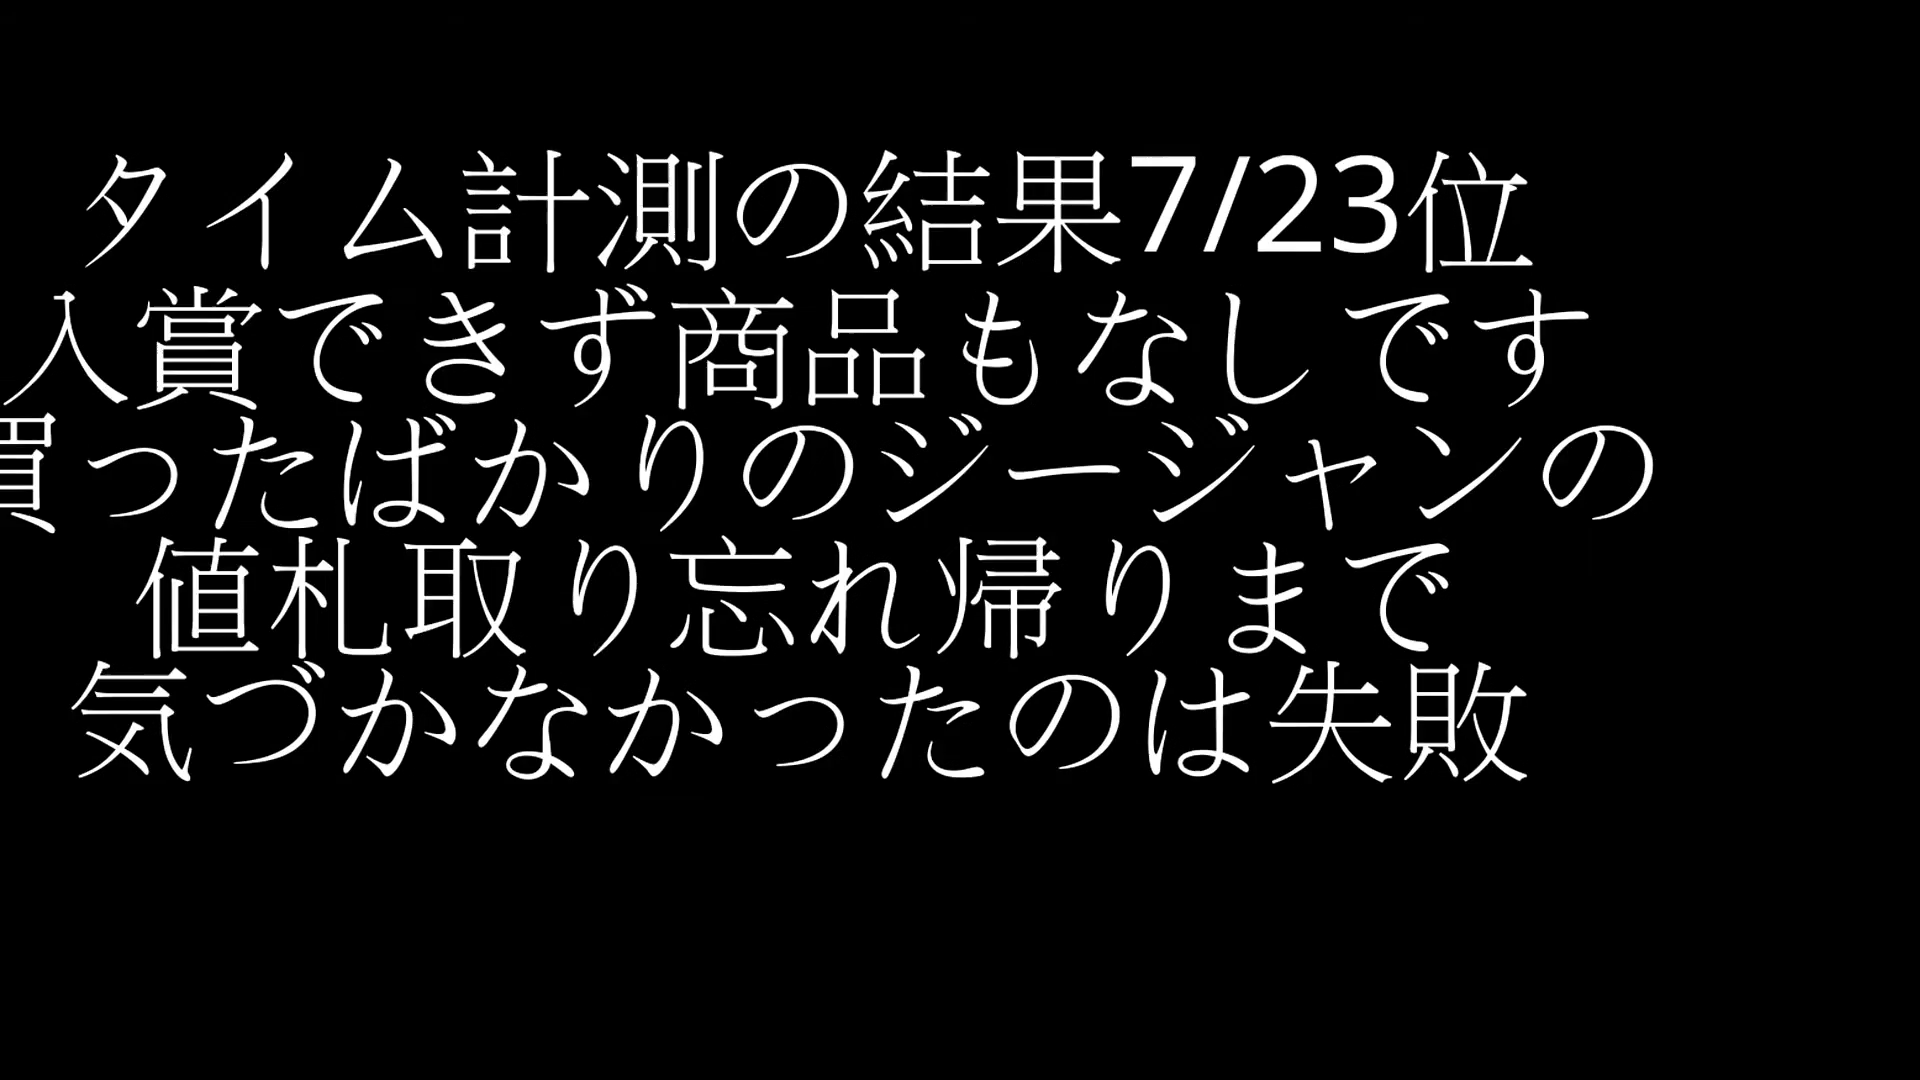 タイム計測の結果7/23位
入賞できず商品もなしです
買ったばかりのジージャンの
値札取り忘れ帰りまで
気づかなかったのは失敗